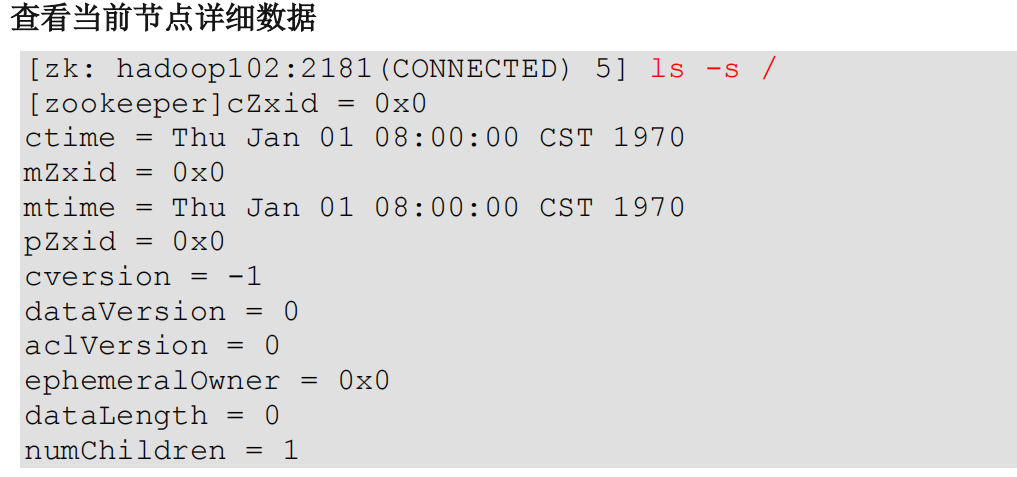 查看当前节点详细数据
[zk: hadoop102:2181(CONNECTED) 5] ls -s /
[zookeeper]cZxid = 0x0
ctime = Thu Jan 01 08:00:00 CST 1970
mZxid = 0x0
mtime = Thu Jan 01 08:00:00 CST 1970
pZxid = 0x0
cversion = -1
dataVersion = 0
aclVersion = 0
ephemeralOwner = 0x0
dataLength = 0
numChildren = 1